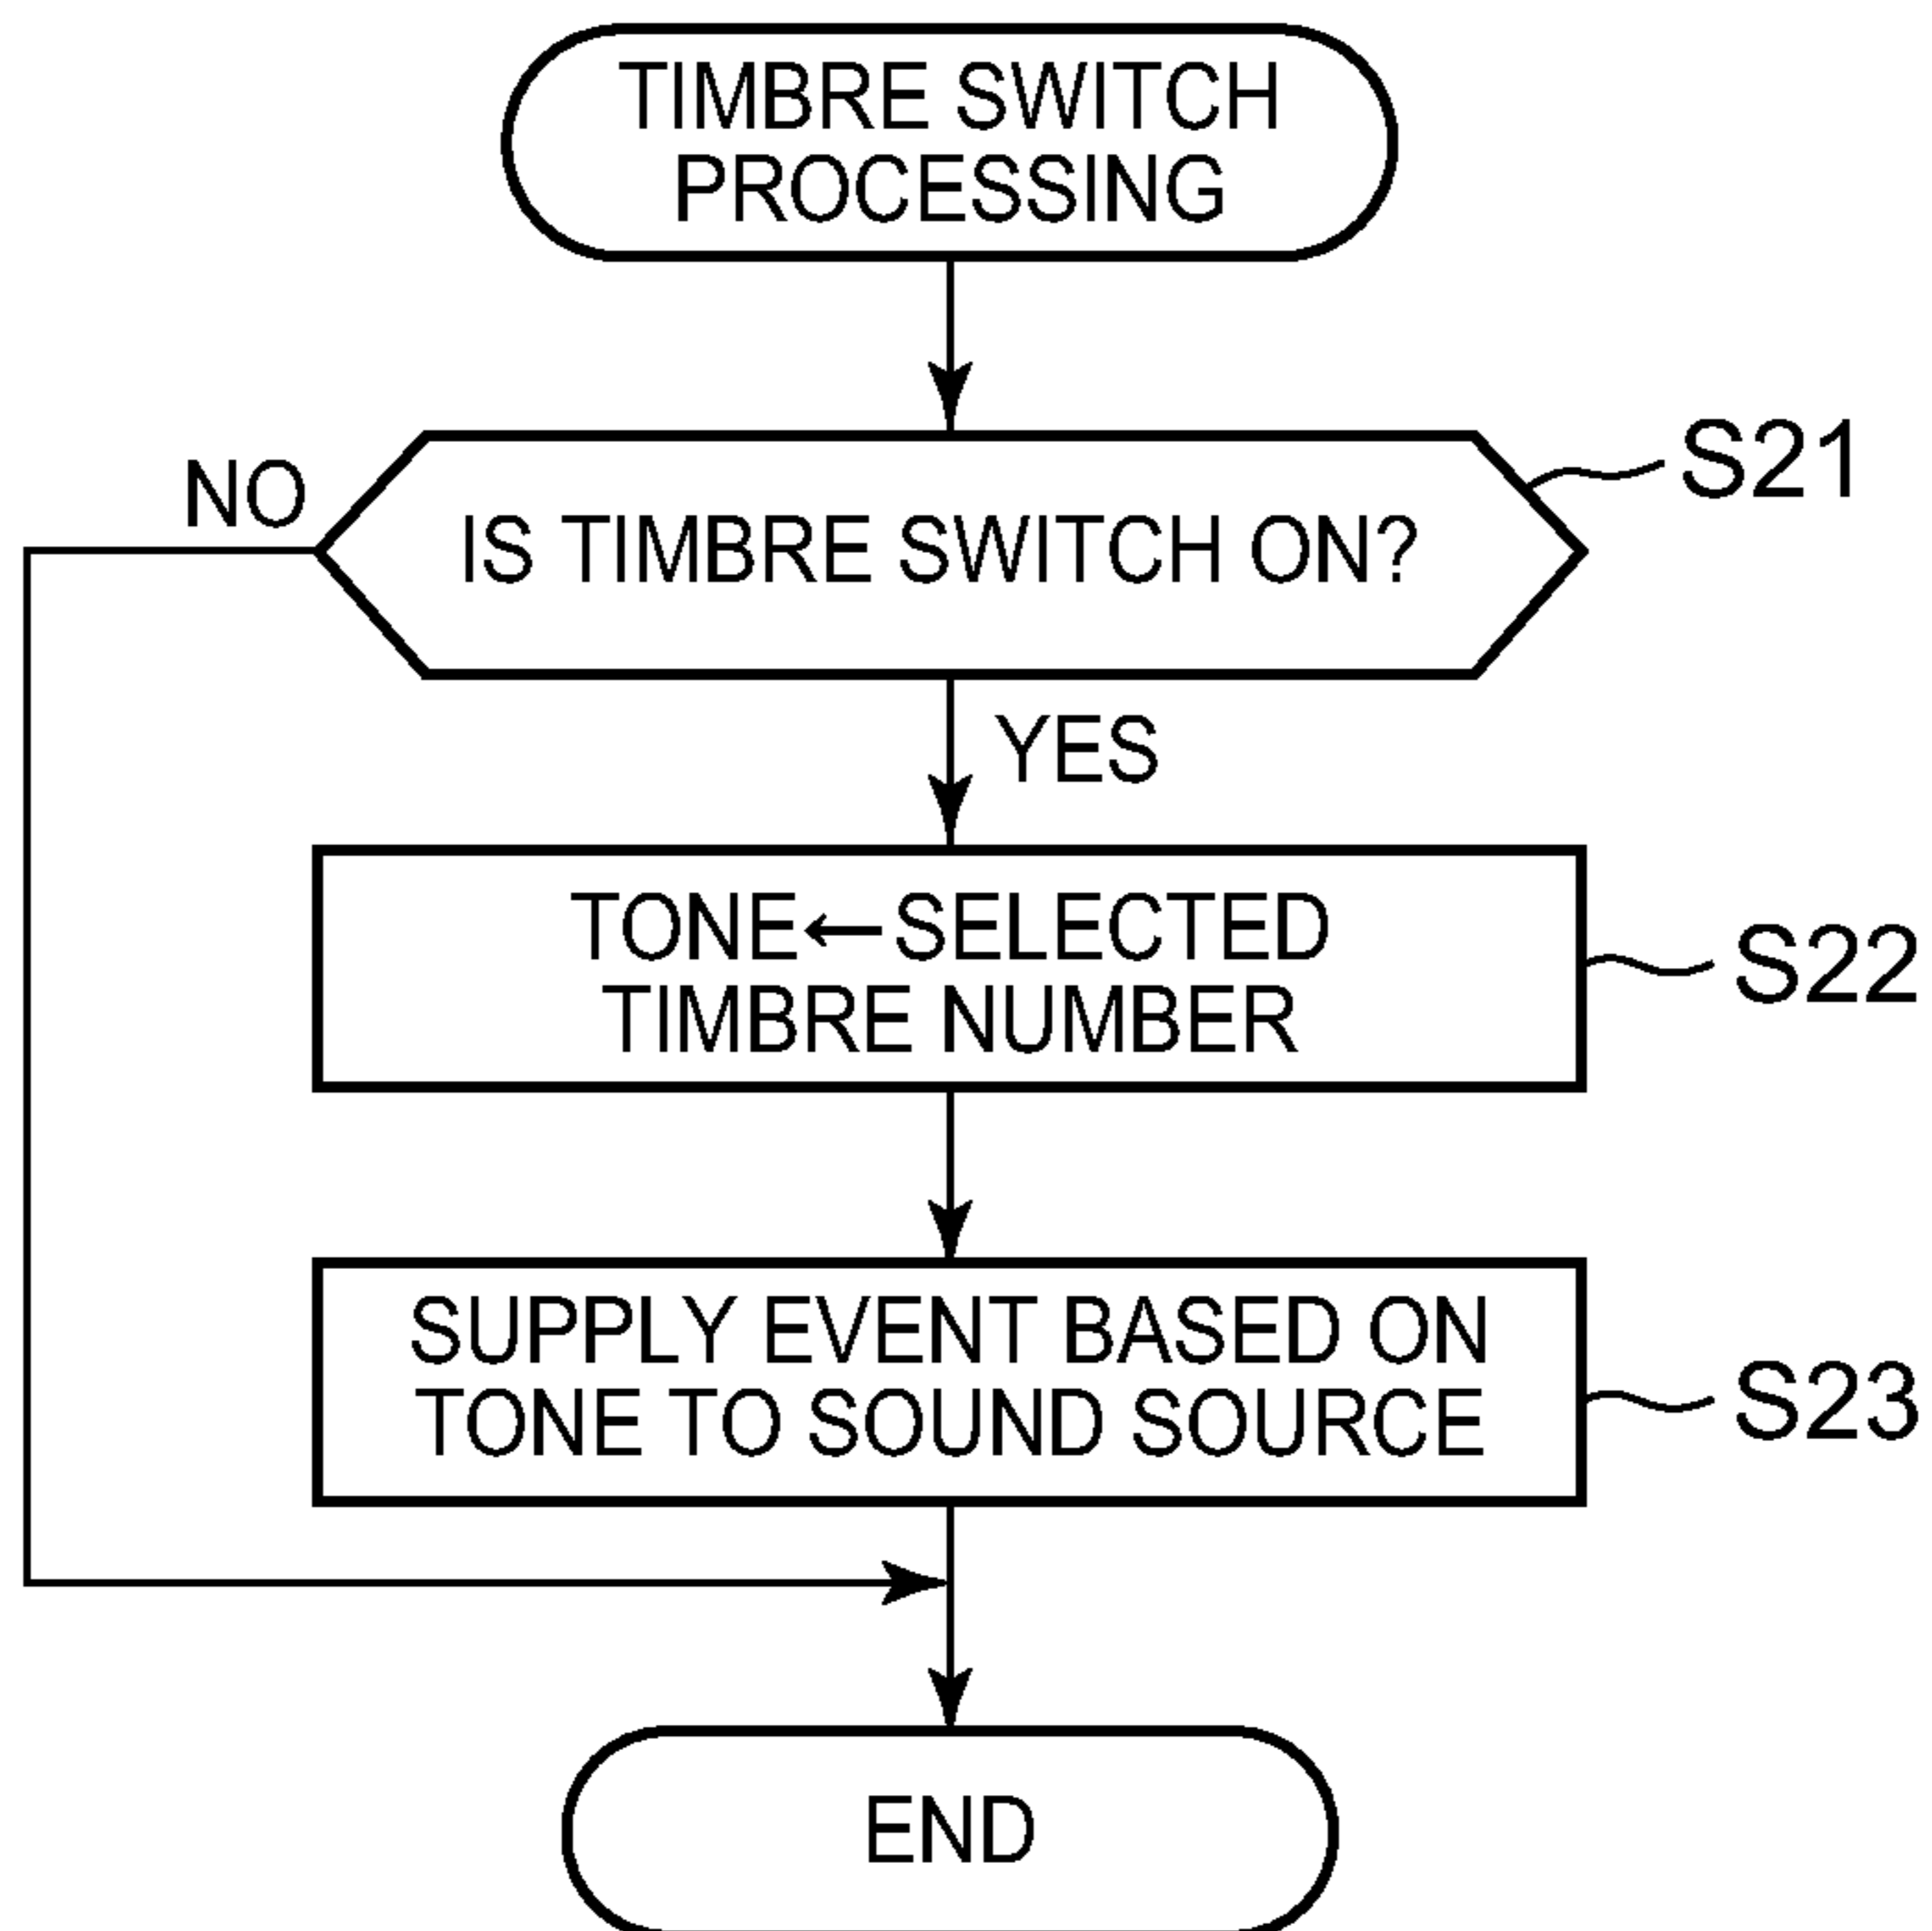 TIMBRE SWITCH
PROCESSING
S21
NO
IS TIMBRE SWITCH ON?
YES
TONE←SELECTED
TIMBRE NUMBER
S22
SUPPLY EVENT BASED ON
TONE TO SOUND SOURCE
S23
END